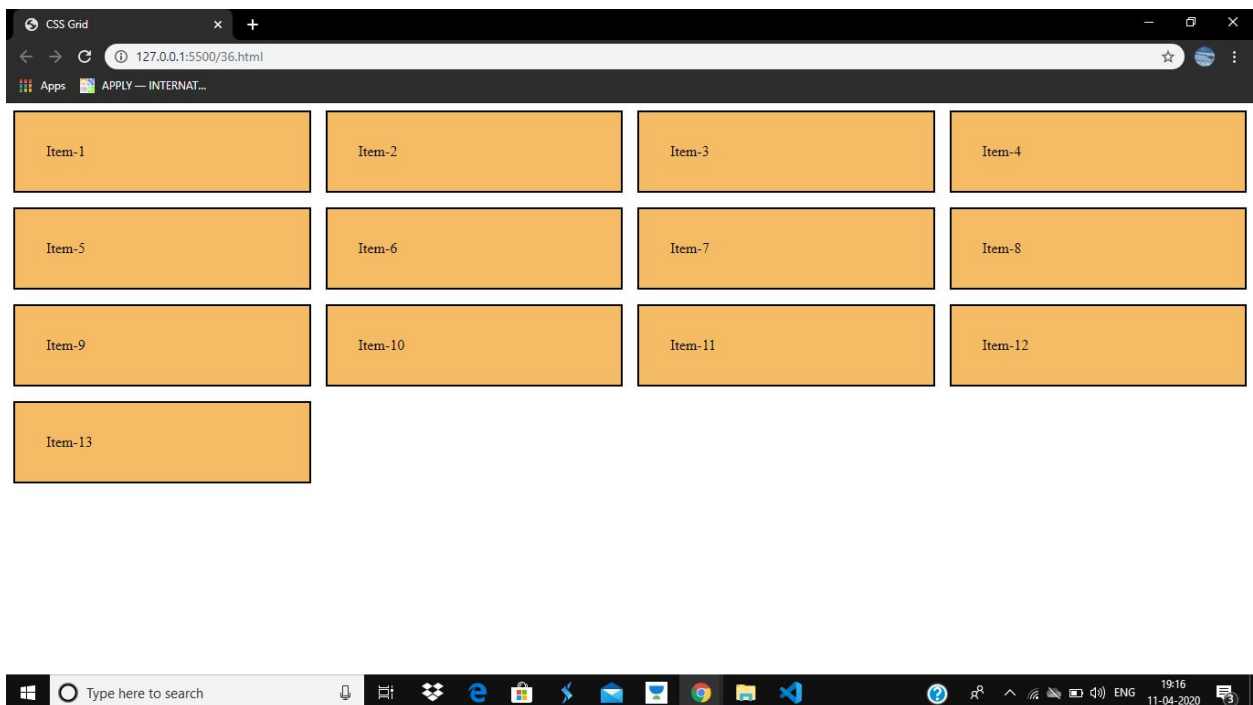 CSS Grid
127.0.0.1:5500/36.html
Apps APPLY — INTERNAT...
Item-1 Item-2 Item-3 Item-4
Item-5 Item-6 Item-7 Item-8
Item-9 Item-10 Item-11 Item-12
Item-13
Type here to search
ENG
19:16
11-04-2020
3